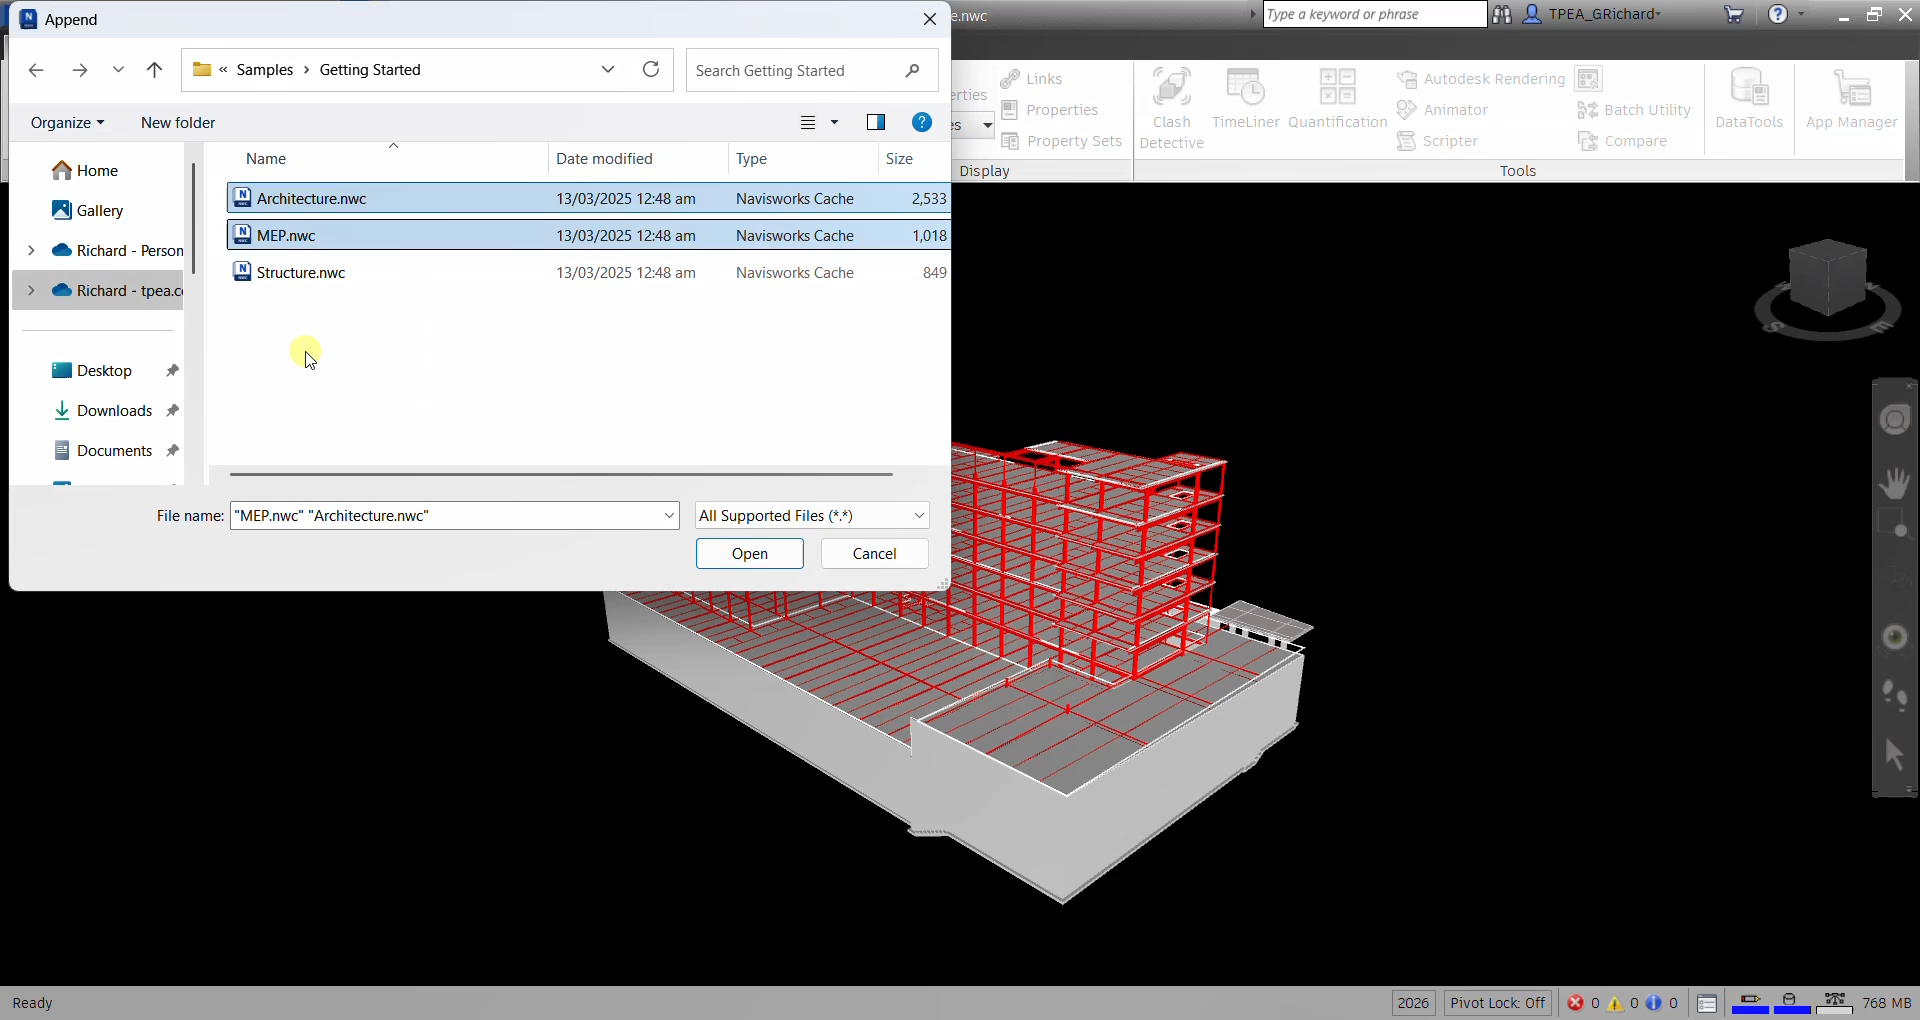 Append
e.nwc
Type a keyword or phrase
TPEA_GRichard
« Samples › Getting Started
Search Getting Started
Organize
New folder
Name
Date modified
Type
Size
Home
Gallery
Richard - Person
Richard - tpea.c
Desktop
Downloads
Documents
Architecture.nwc 13/03/2025 12:48 am Navisworks Cache 2,533
MEP.nwc 13/03/2025 12:48 am Navisworks Cache 1,018
Structure.nwc 13/03/2025 12:48 am Navisworks Cache 849
File name: "MEP.nwc" "Architecture.nwc"
All Supported Files (*.*)
Open
Cancel
erties
es
Links
Properties
Property Sets
Display
Clash
Detective
TimeLiner
Quantification
Autodesk Rendering
Animator
Scripter
Batch Utility
Compare
DataTools
App Manager
Tools
S
E
Ready
2026
Pivot Lock: Off
0
0
0
768 MB